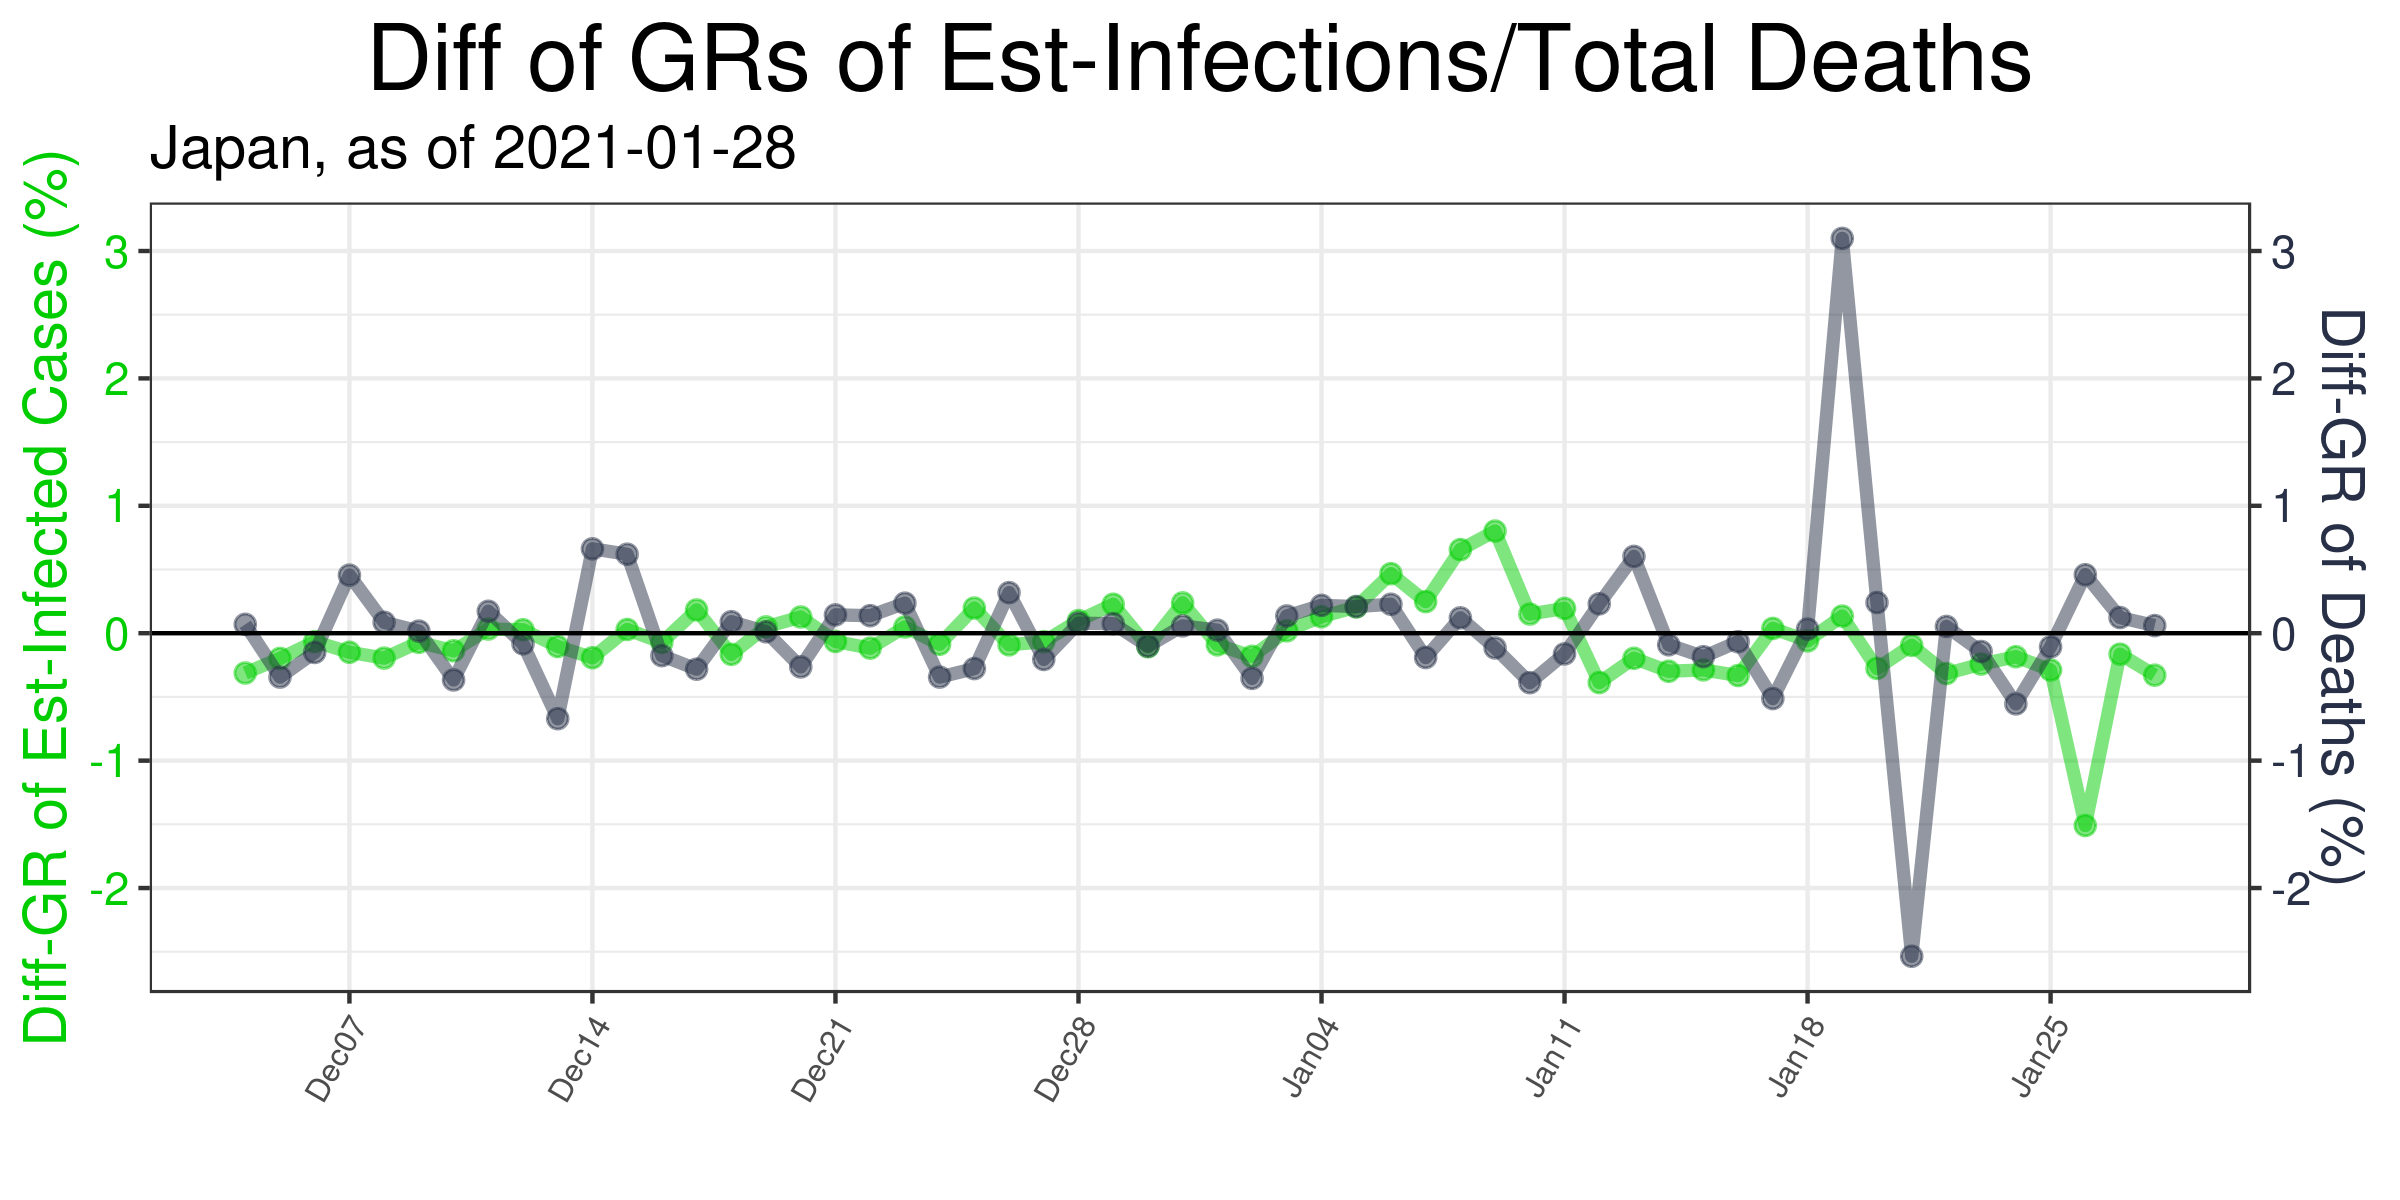 Diff of GRs of Est-Infections/Total Deaths
Japan, as of 2021-01-28
Diff-GR of Est-Infected Cases (%)
3
2
1
0
-1
-2
3
2
1
0
-1
-2
Diff-GR of Deaths (%)
Dec07
Dec14
Dec21
Dec28
Jan04
Jan11
Jan18
Jan25